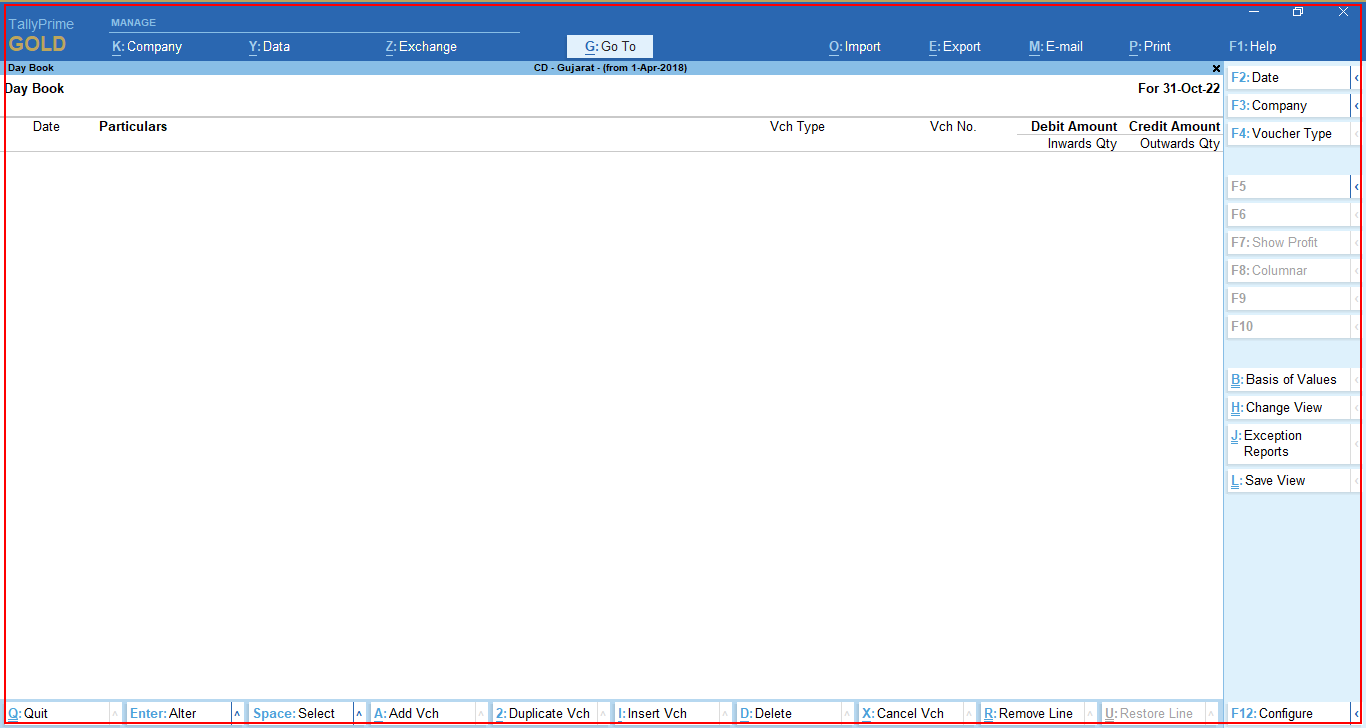 TallyPrime
GOLD
MANAGE
K: Company
Y: Data
Z: Exchange
G: Go To
O: Import
E: Export
M: E-mail
P: Print
F1: Help
Day Book
CD - Gujarat - (from 1-Apr-2018)
Day Book
For 31-Oct-22
Date
Particulars
Vch Type
Vch No.
Debit Amount
Credit Amount
Inwards Qty
Outwards Qty
F2: Date
F3: Company
F4: Voucher Type
F5
F6
F7: Show Profit
F8: Columnar
F9
F10
B: Basis of Values
H: Change View
J: Exception
Reports
L: Save View
Q: Quit
Enter: Alter
Space: Select
A: Add Vch
2: Duplicate Vch
I: Insert Vch
D: Delete
X: Cancel Vch
R: Remove Line
U: Restore Line
F12: Configure